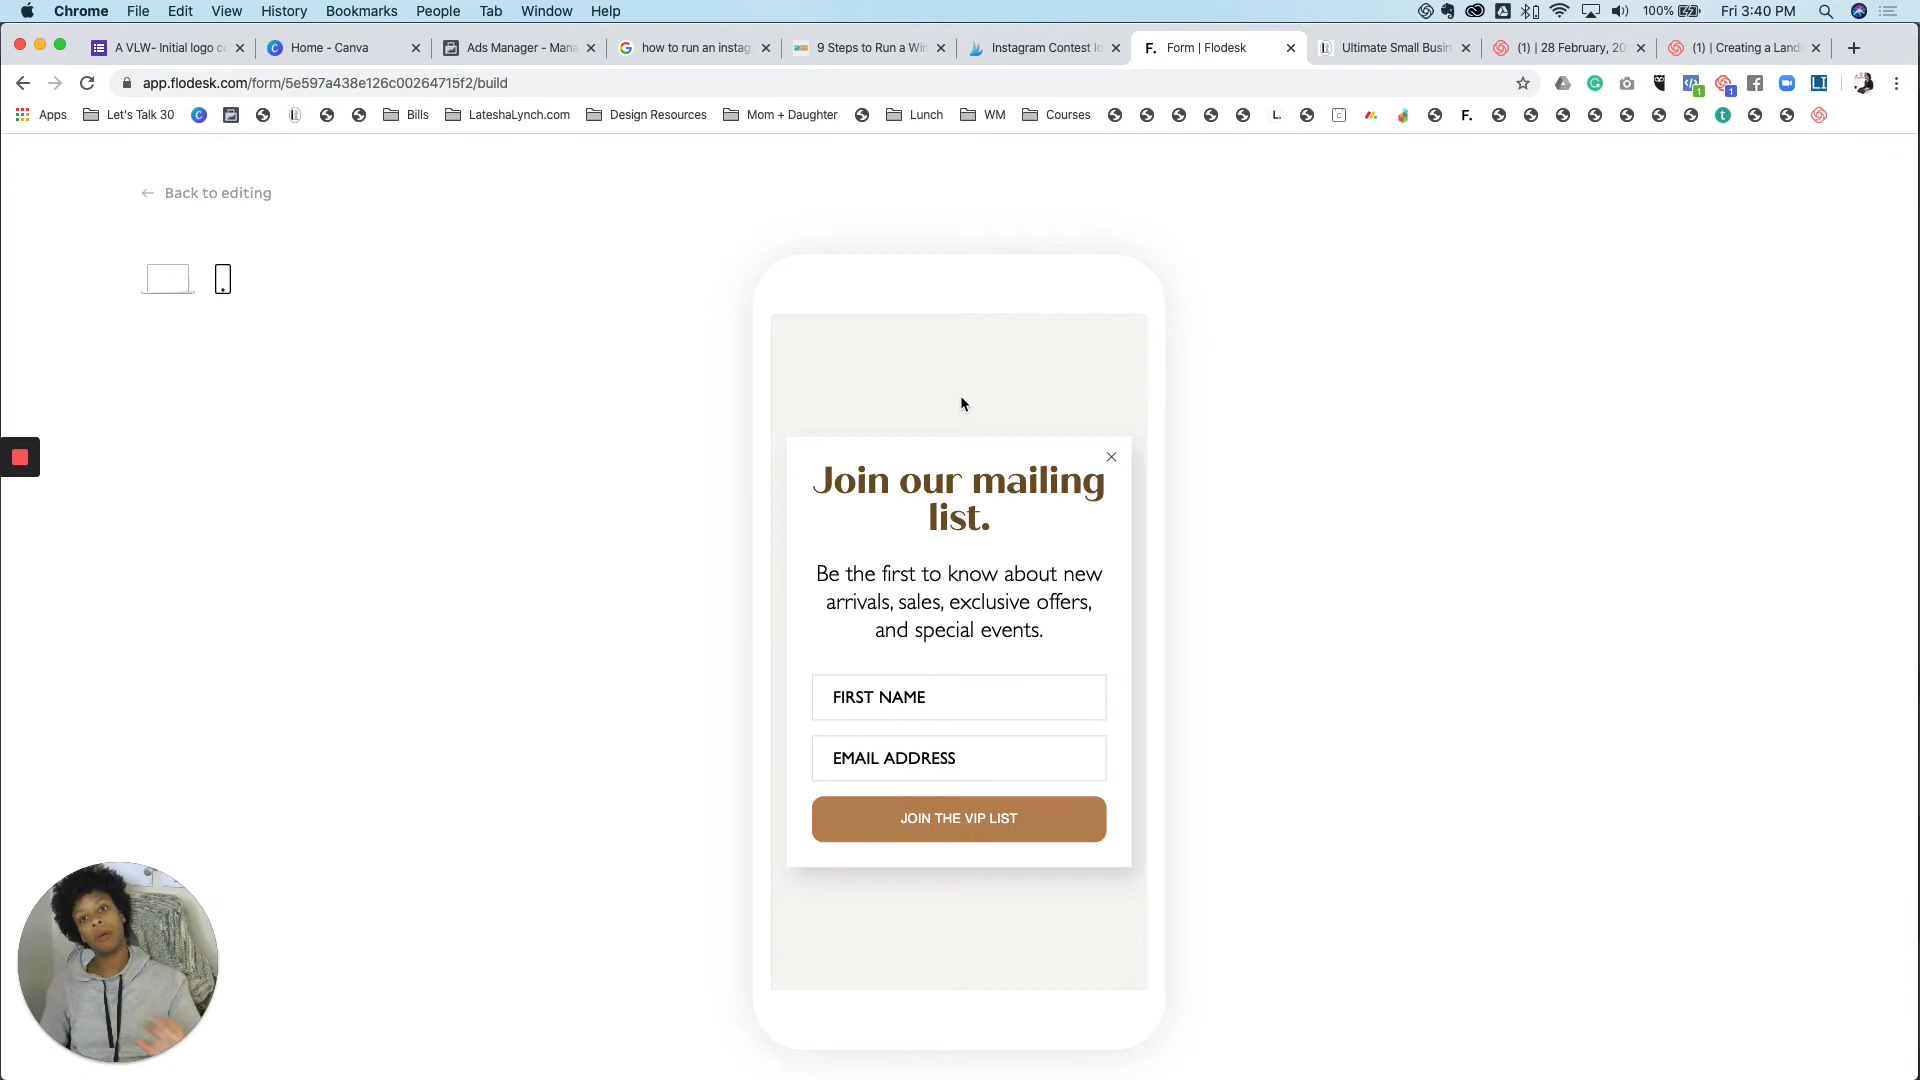 Chrome File Edit View History Bookmarks People Tab Window Help 100% Fri 3:40 PM
A VLW- Initial logo c
Home - Canva
Ads Manager - Mana
how to run an instag
9 Steps to Run a Win
Instagram Contest Id
F. Form | Flodesk
Ultimate Small Busin
(1) | 28 February, 20
(1) | Creating a Land
app.flodesk.com/form/5e597a438e126c00264715f2/build
Apps Let's Talk 30 Bills LateshaLynch.com Design Resources Mom + Daughter Lunch WM Courses
Back to editing
Join our mailing
list.
Be the first to know about new
arrivals, sales, exclusive offers,
and special events.
FIRST NAME
EMAIL ADDRESS
JOIN THE VIP LIST